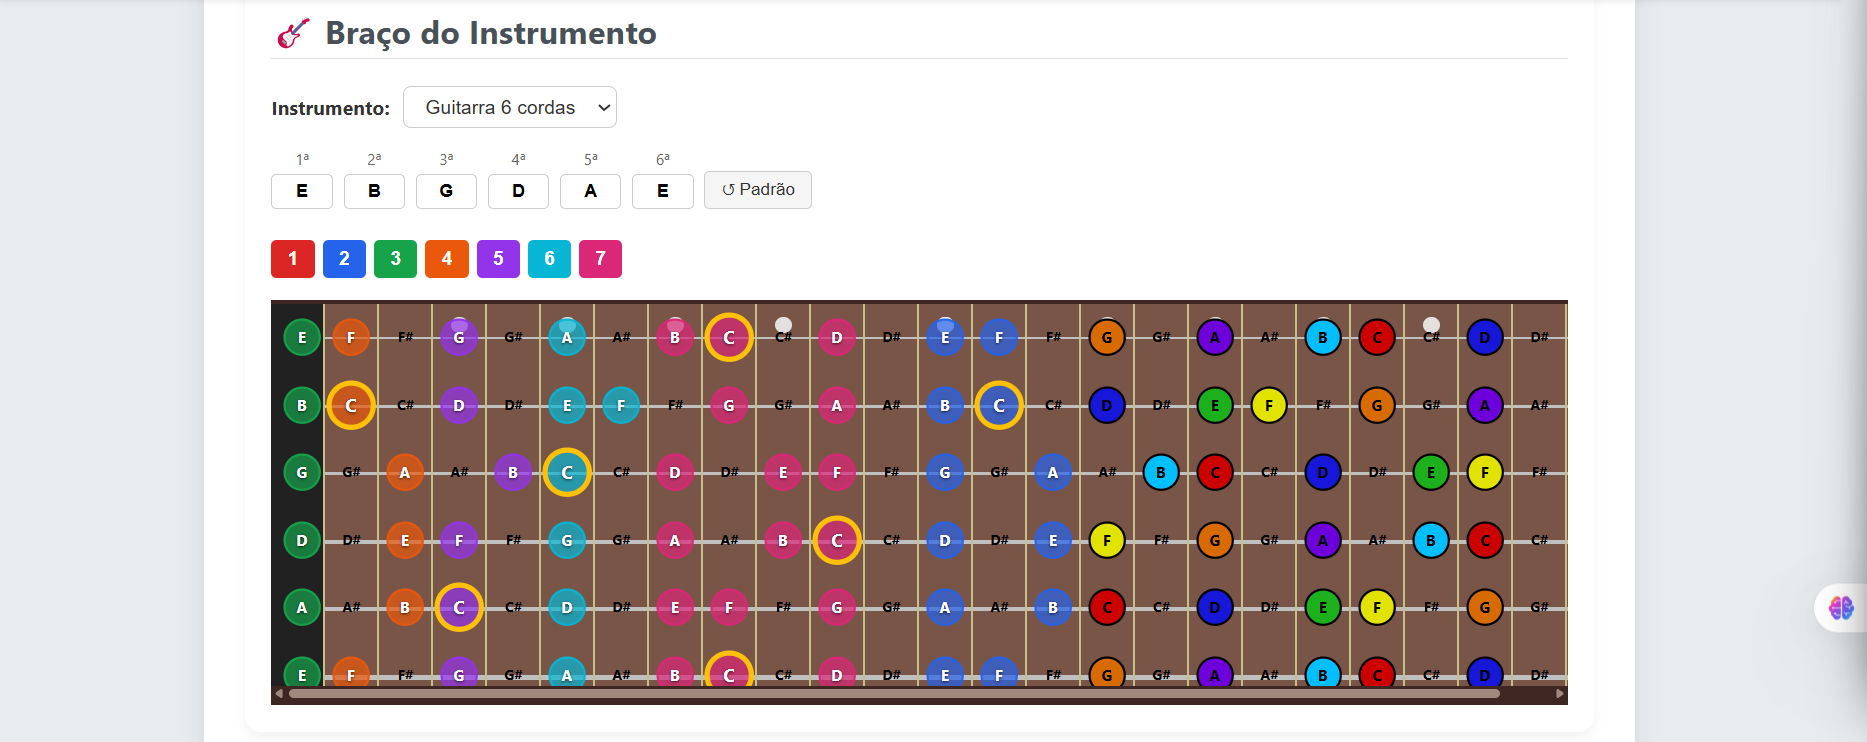 Braço do Instrumento
Instrumento: Guitarra 6 cordas
1ª 2ª 3ª 4ª 5ª 6ª
E B G D A E ↺ Padrão
1 2 3 4 5 6 7
E F F# G G# A A# B C C# D D# E F F# G G# A A# B C C# D D#
B C C# D D# E F F# G G# A A# B C C# D D# E F F# G G# A A#
G G# A A# B C C# D D# E F F# G G# A A# B C C# D D# E F F#
D D# E F F# G G# A A# B C C# D D# E F F# G G# A A# B C C#
A A# B C C# D D# E F F# G G# A A# B C C# D D# E F F# G G#
E F F# G G# A A# B C C# D D# E F F# G G# A A# B C C# D D#